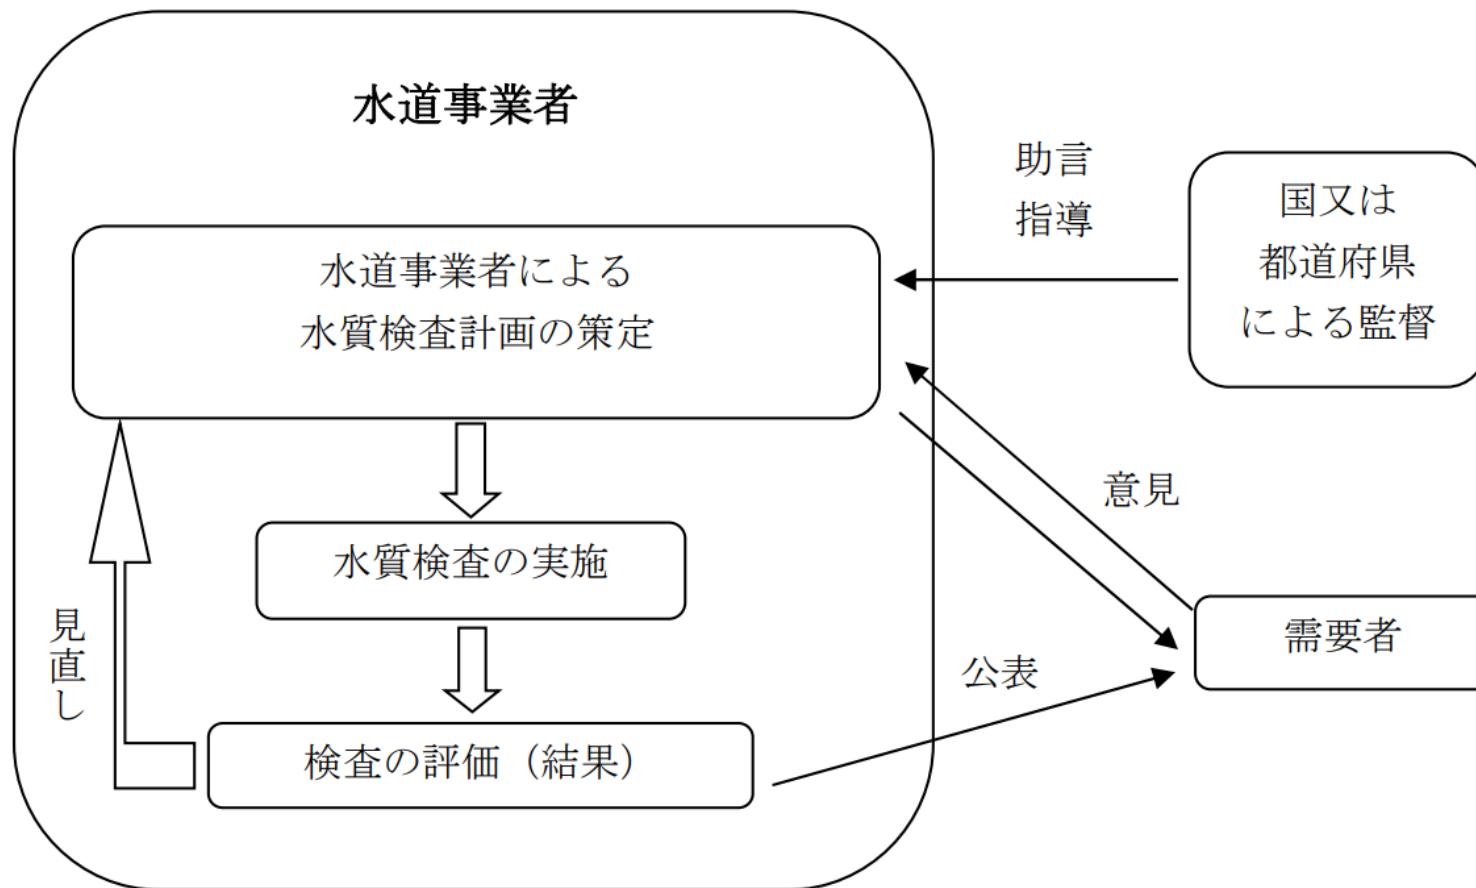 水道事業者
助言
指導
国又は
都道府県
による監督
水道事業者による
水質検査計画の策定
意見
水質検査の実施
見直し
需要者
公表
検査の評価（結果）